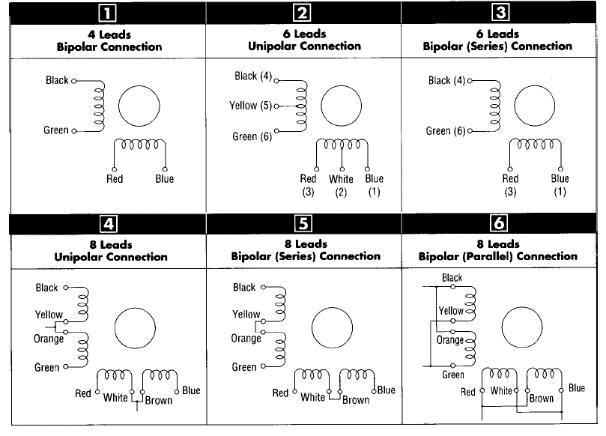 1
4 Leads
Bipolar Connection
Black
Green
Red Blue
2
6 Leads
Unipolar Connection
Black (4)
Yellow (5)
Green (6)
Red White Blue
(3) (2) (1)
3
6 Leads
Bipolar (Series) Connection
Black (4)
Green (6)
Red Blue
(3) (1)
4
8 Leads
Unipolar Connection
Black
Yellow
Orange
Green
Red White Brown Blue
5
8 Leads
Bipolar (Series) Connection
Black
Yellow
Orange
Green
Red White Brown Blue
6
8 Leads
Bipolar (Parallel) Connection
Black
Yellow
Orange
Green
Red White Brown Blue